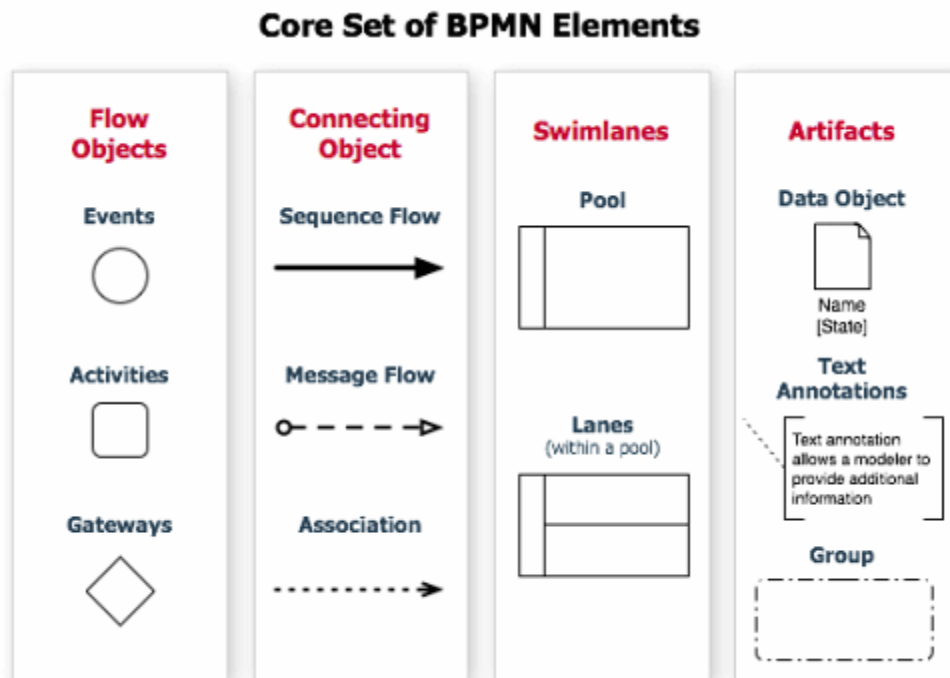 Core Set of BPMN Elements
Flow
Objects
Events
Activities
Gateways
Connecting
Object
Sequence Flow
Message Flow
Association
Swimlanes
Pool
Lanes
(within a pool)
Artifacts
Data Object
Name
[State]
Text
Annotations
Text annotation
allows a modeler to
provide additional
information
Group